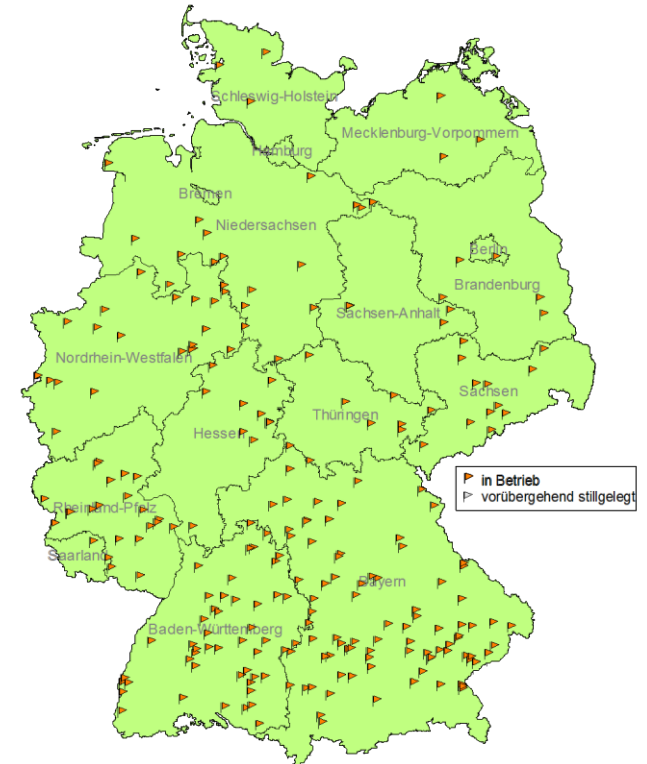 Schleswig-Holstein
Mecklenburg-Vorpommern
Hamburg
Bremen
Niedersachsen
Berlin
Brandenburg
Sachsen-Anhalt
Nordrhein-Westfalen
Sachsen
Thüringen
Hessen
in Betrieb
vorübergehend stillgelegt
Rheinland-Pfalz
Saarland
Bayern
Baden-Württemberg